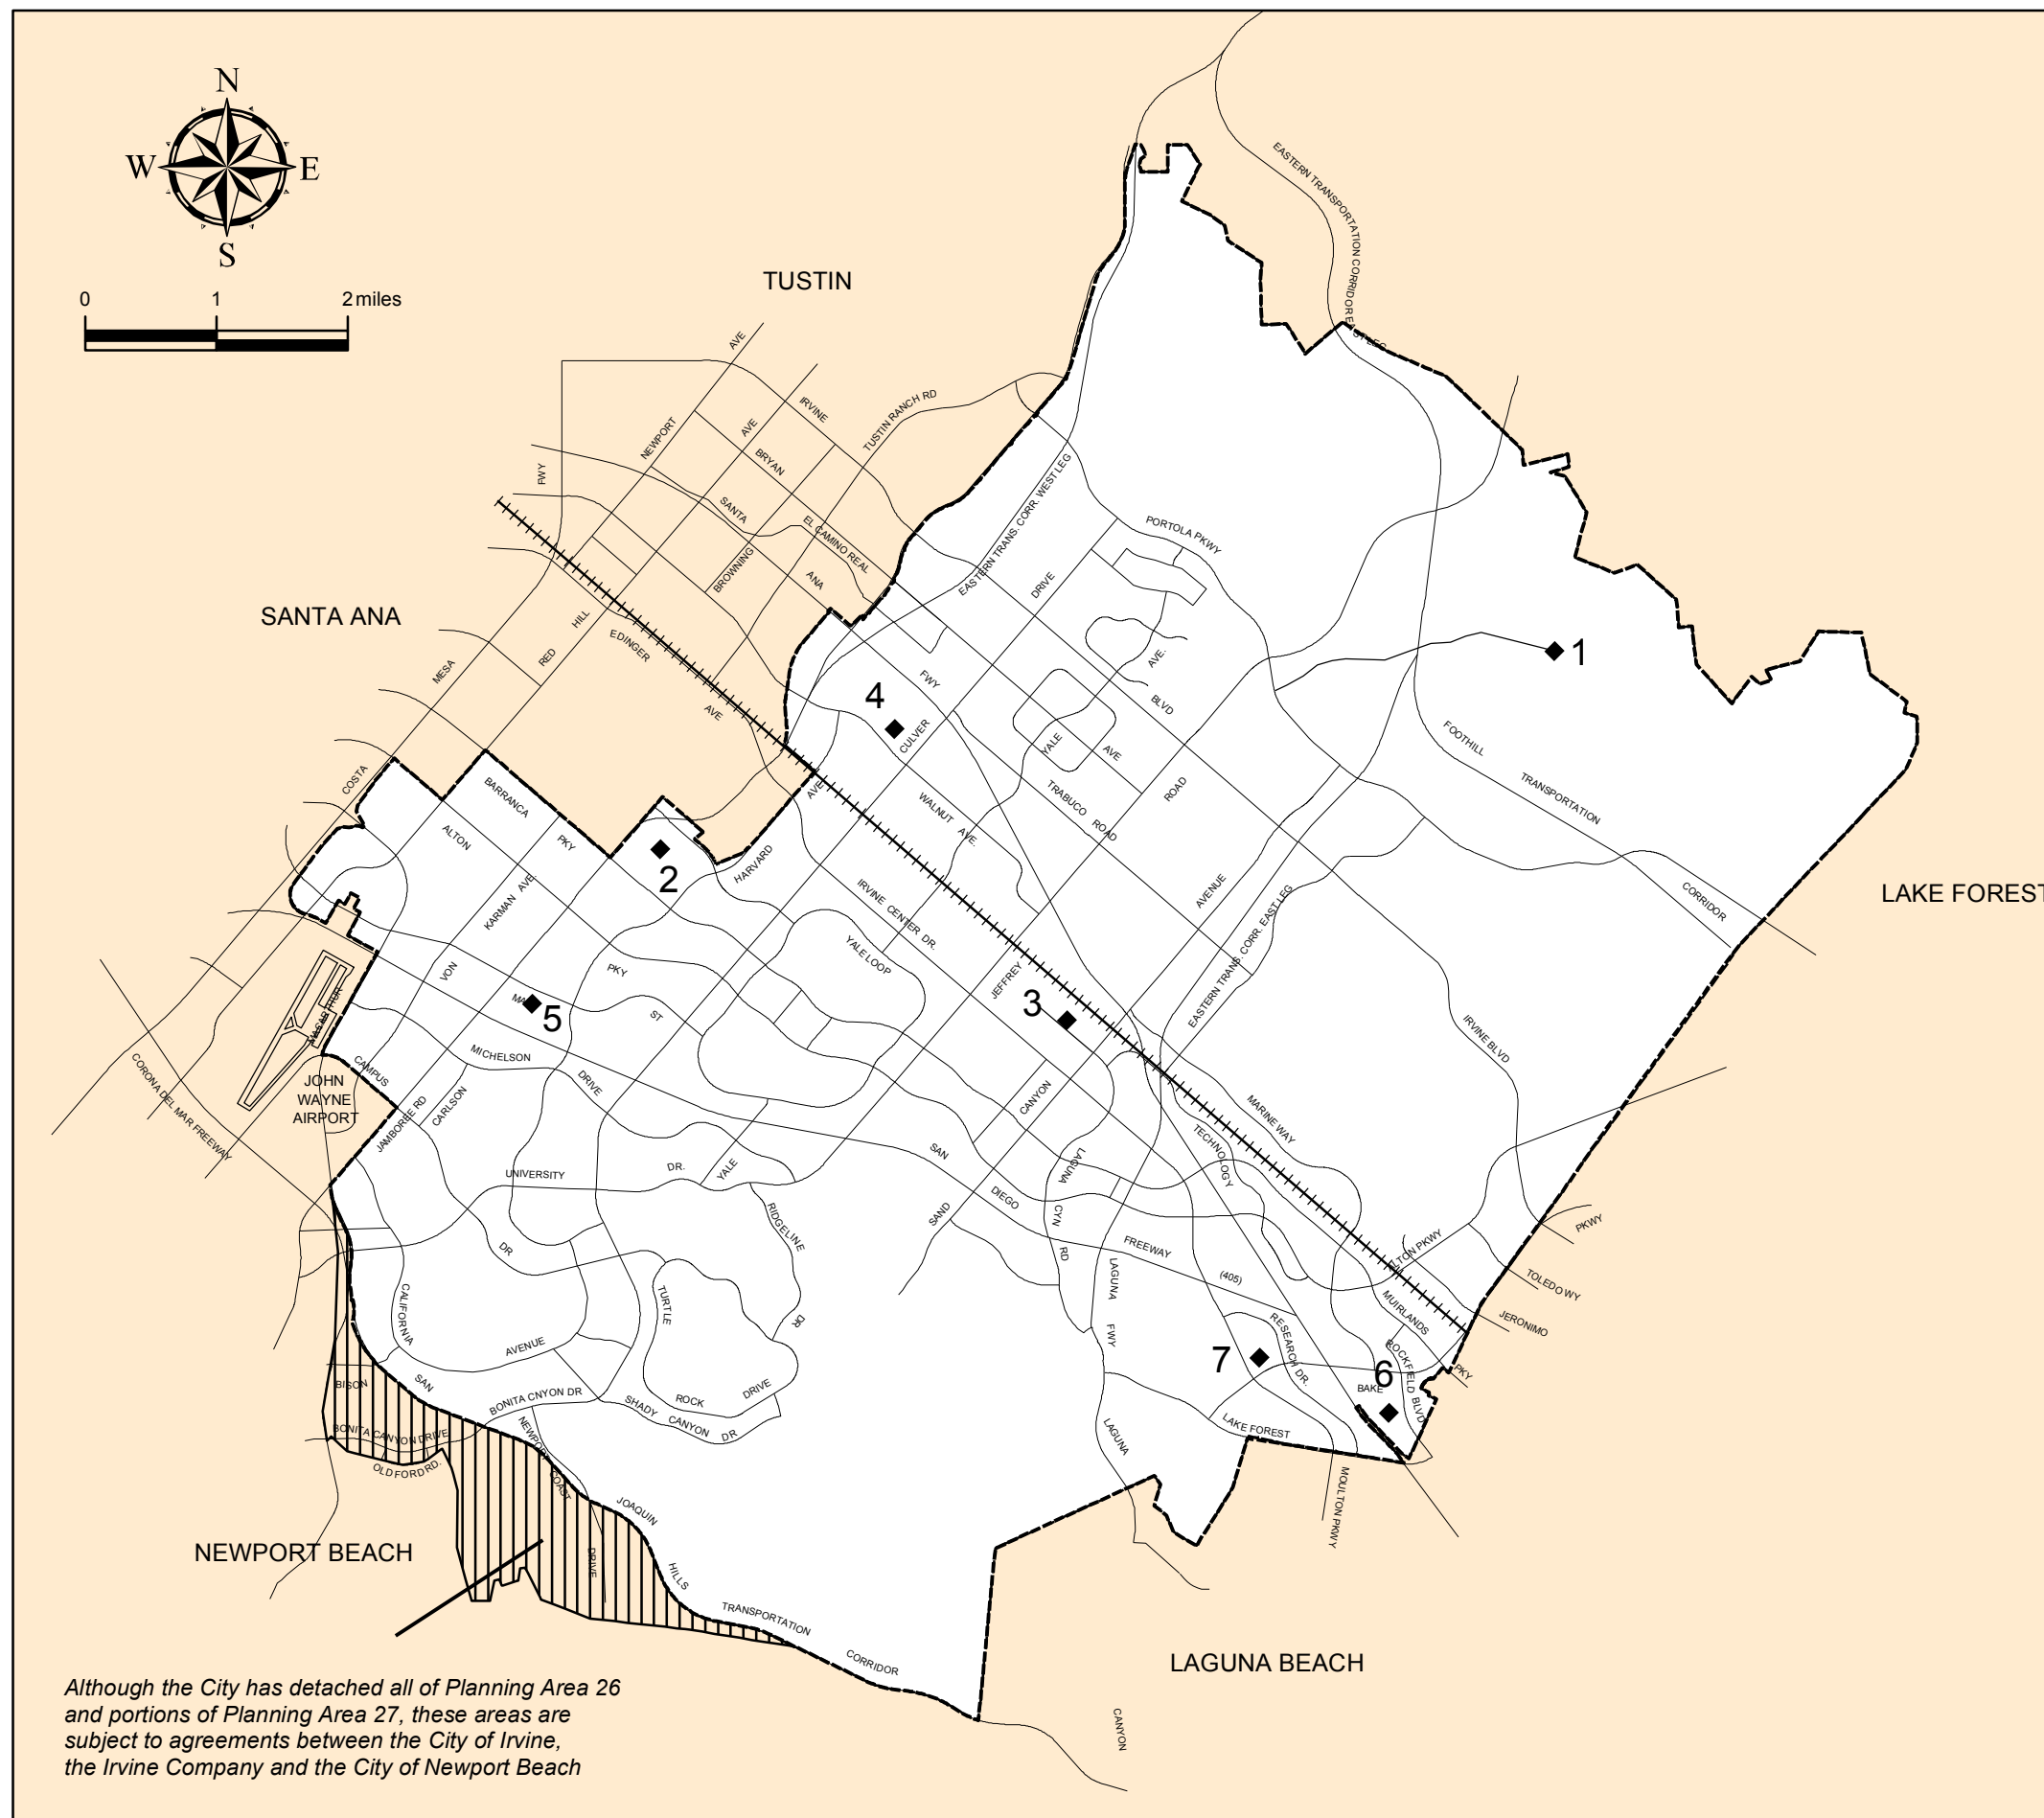 N
W
E
S
0 1 2 miles
EASTERN TRANSPORTATION CORRIDOR EAST LEG
TUSTIN
AVE
IRVINE
TUSTIN RANCH RD
NEWPORT
AVE
BRYAN
FWY
SANTA
EL CAMINO REAL
EASTERN TRANS. CORR. WEST LEG
PORTOLA PKWY
BROWNING
ANA
DRIVE
SANTA ANA
HILL
EDINGER
RED
MESA
AVE
FWY
AVE.
BLVD
1
4
CULVER
YALE
AVE
FOOTHILL
TRANSPORTATION
CORRIDOR
COSTA
BARRANCA
PKY
ALTON
AVE
WALNUT AVE.
TRABUCO ROAD
ROAD
2
HARVARD
KARMAN AVE.
VON
IRVINE CENTER DR.
AVENUE
EASTERN TRANS. CORR. EAST LEG
LAKE FOREST
YALE LOOP
PKY
MAIN
5
ST
JEFFREY
3
IRVINE BLVD
MACARTHUR
CAMPUS
MICHELSON
DRIVE
JOHN
WAYNE
AIRPORT
CORONA DEL MAR FREEWAY
JAMBOREE RD
CARLSON
CANYON
MARINE WAY
TECHNOLOGY
UNIVERSITY
DR.
YALE
SAN
DIEGO
FREEWAY
(405)
LAGUNA
CYN
RD
SAND
RIDGELINE
DR
DR
PKWY
ALTON PKWY
TOLEDO WY
JERONIMO
MUIRLANDS
PKY
CALIFORNIA
AVENUE
TURTLE
ROCK
DRIVE
LAGUNA
FWY
RESEARCH DR.
ROCKFIELD BLVD
7
6
BAKE
BISON
SAN
BONITA CNYON DR
SHADY CANYON DR
LAKE FOREST
BONITA CANYON DRIVE
OLD FORD RD.
NEWPORT COAST
DRIVE
LAGUNA
MOULTON PKWY
JOAQUIN
HILLS
TRANSPORTATION
CORRIDOR
NEWPORT BEACH
LAGUNA BEACH
CANYON
Although the City has detached all of Planning Area 26
and portions of Planning Area 27, these areas are
subject to agreements between the City of Irvine,
the Irvine Company and the City of Newport Beach